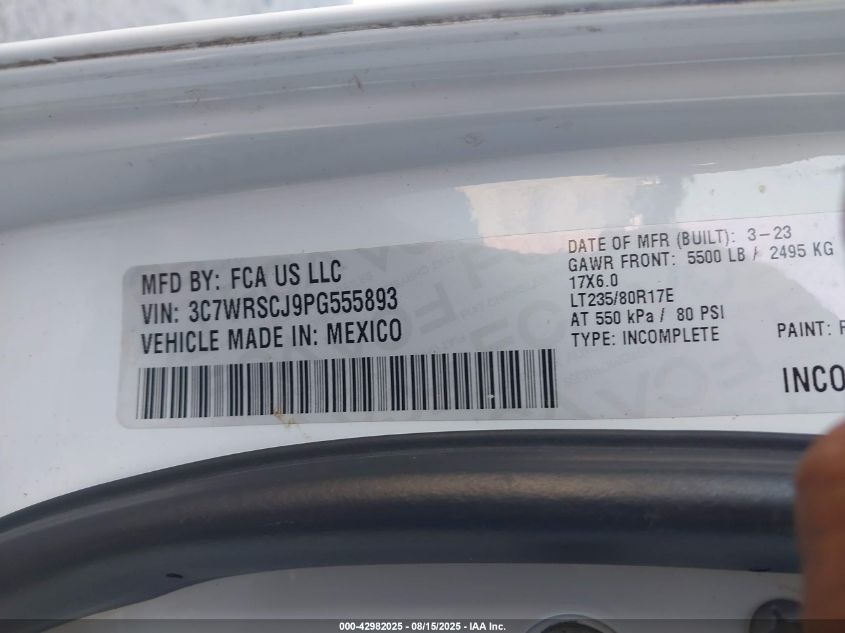 MFD BY: FCA US LLC
VIN: 3C7WRSCJ9PG555893
VEHICLE MADE IN: MEXICO
DATE OF MFR (BUILT): 3-23
GAWR FRONT: 5500 LB / 2495 KG
17X6.0
LT235/80R17E
AT 550 kPa / 80 PSI
TYPE: INCOMPLETE
PAINT:
INCO
000-42982025 - 08/15/2025 - IAA Inc.